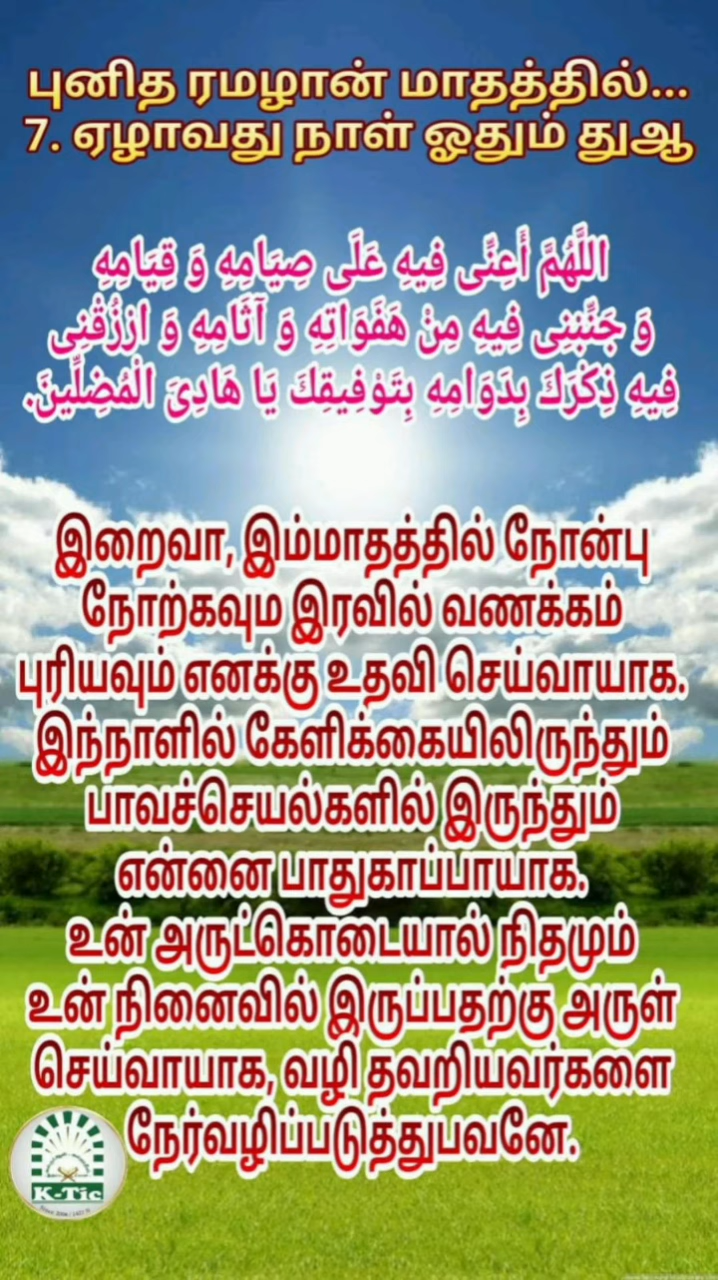 புனித ரமழான் மாதத்தில்...
7. ஏழாவது நாள் ஓதும் துஆ
اللَّهُمَّ أَعِنِّى فِيهِ عَلَى صِيَامِهِ وَ قِيَامِهِ
وَ جَنِّبْنِى فِيهِ مِنْ هَفَوَاتِهِ وَ آثَامِهِ وَ ارْزُقْنِى
فِيهِ ذِكْرَكَ بِدَوَامِهِ بِتَوْفِيقِكَ يَا هَادِىَ الْمُضِلِّينَ.
இறைவா, இம்மாதத்தில் நோன்பு
நோற்கவும இரவில் வணக்கம்
புரியவும் எனக்கு உதவி செய்வாயாக.
இந்நாளில் கேளிக்கையிலிருந்தும்
பாவச்செயல்களில் இருந்தும்
என்னை பாதுகாப்பாயாக.
உன் அருட்கொடையால் நிதமும்
உன் நினைவில் இருப்பதற்கு அருள்
செய்வாயாக, வழி தவறியவர்களை
நேர்வழிப்படுத்துபவனே.
K-Tic